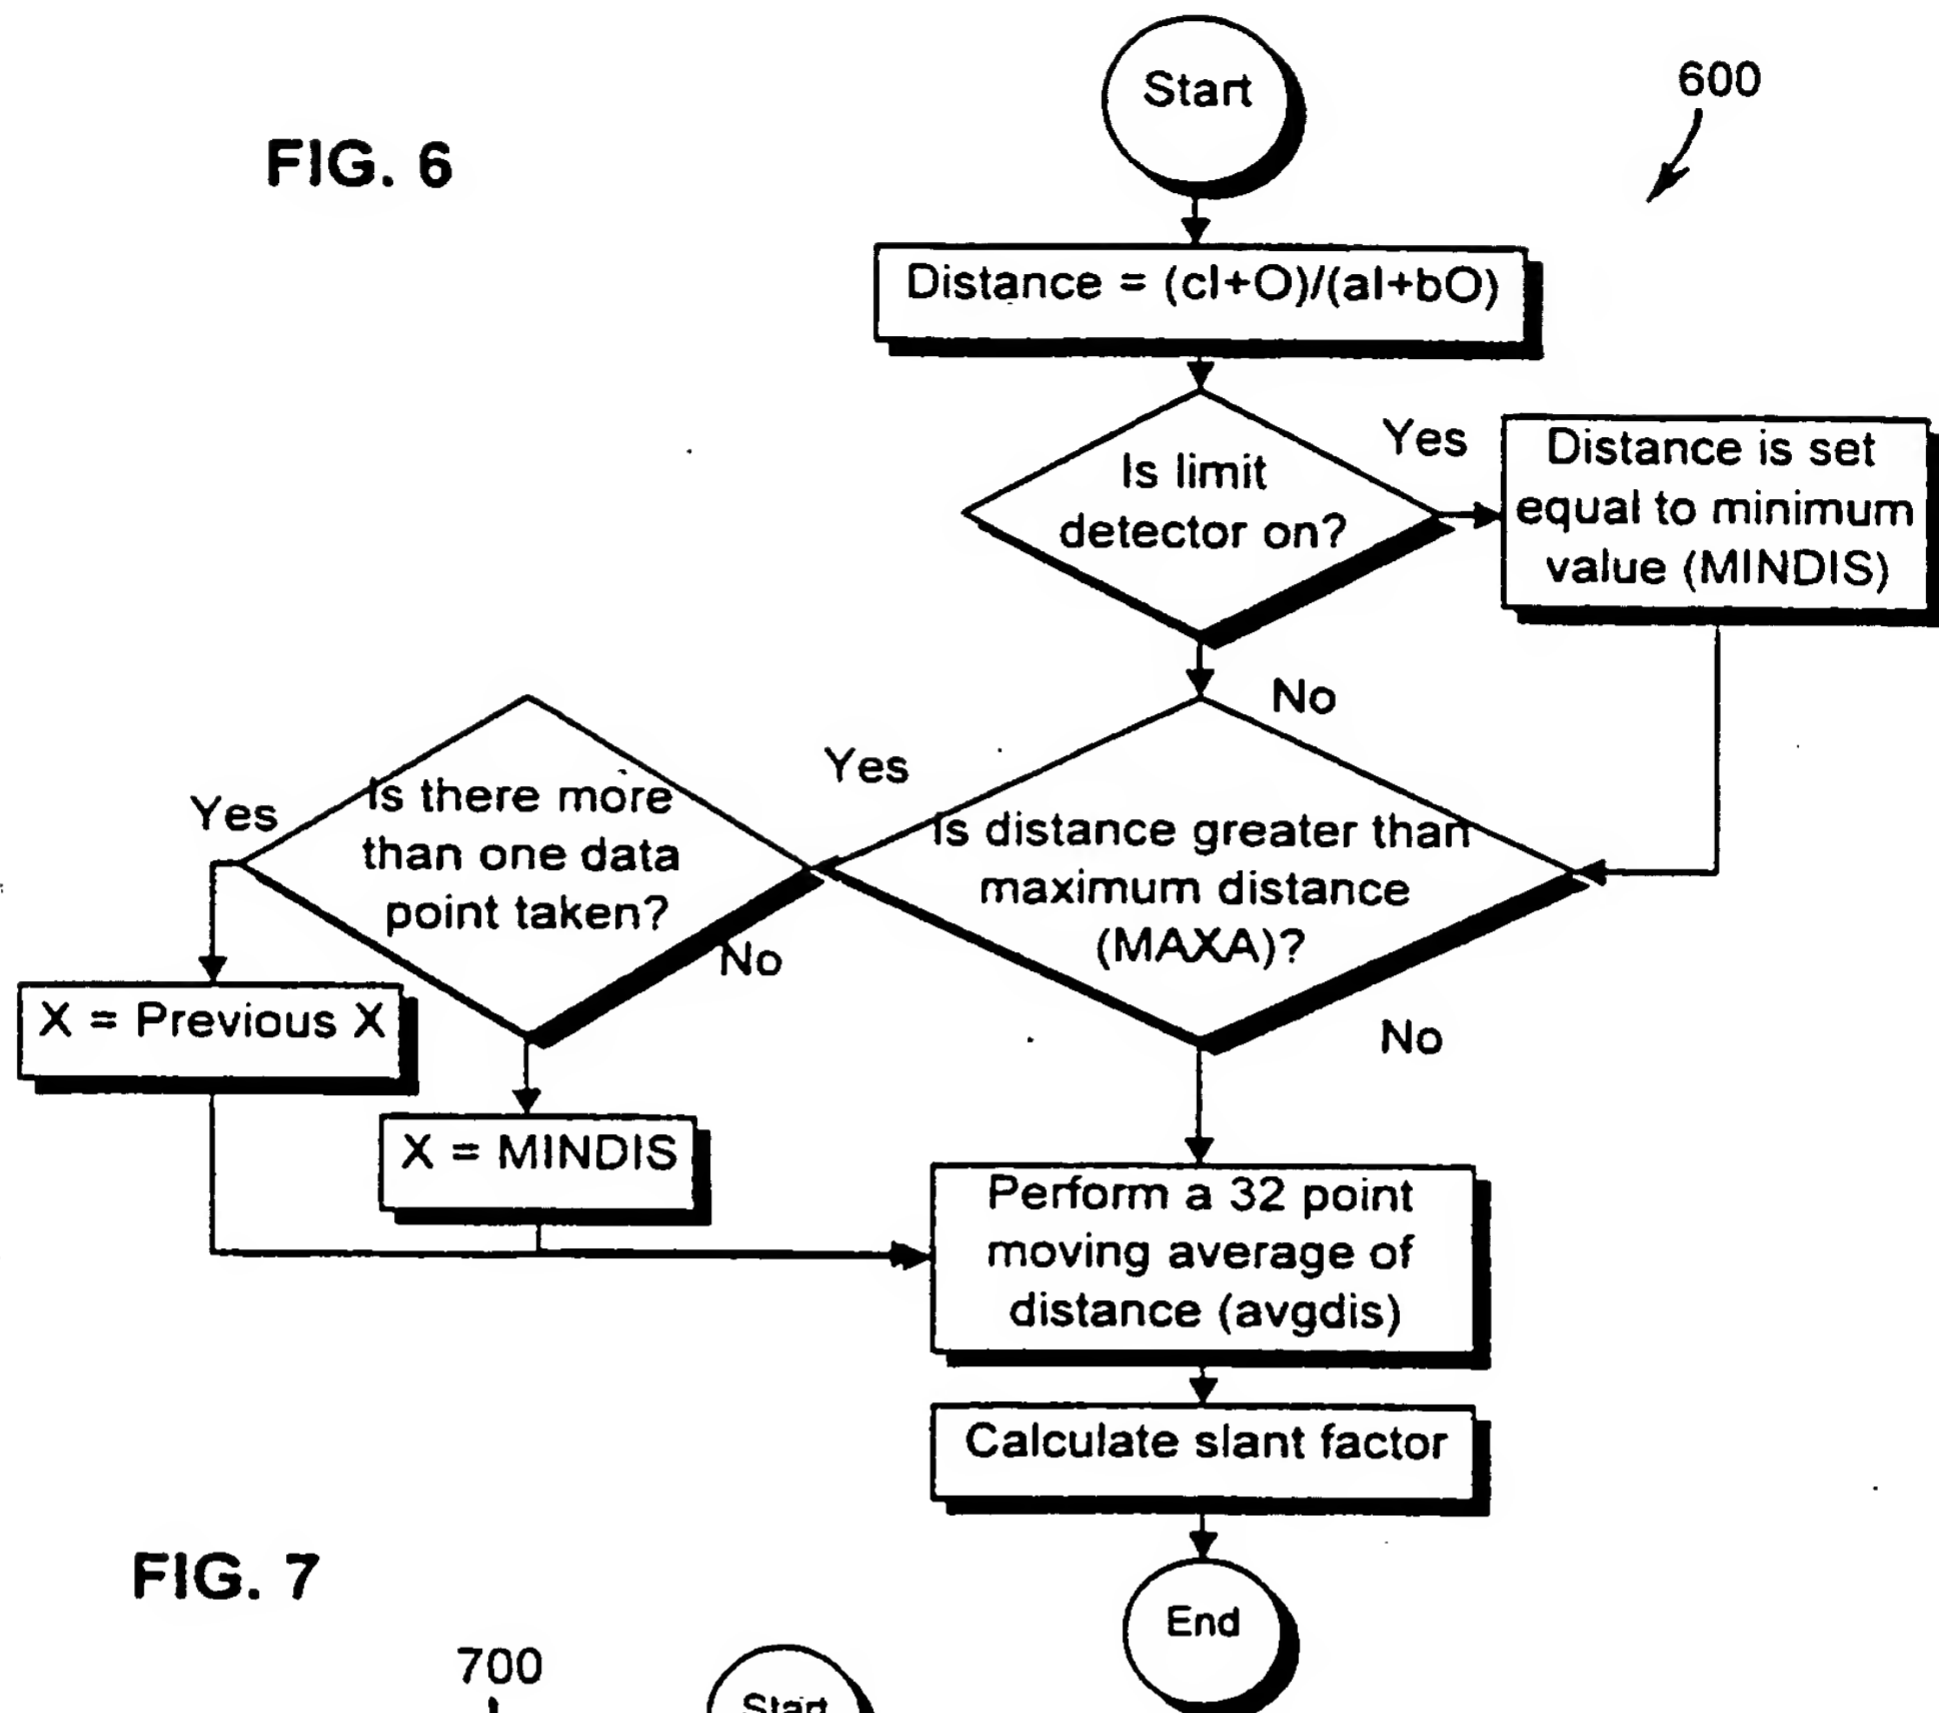 Start
600
FIG. 6
Distance = (cI+O)/(aI+bO)
Yes
Is limit
detector on?
Distance is set
equal to minimum
value (MINDIS)
No
Yes
Is there more
than one data
point taken?
Yes
Is distance greater than
maximum distance
(MAXA)?
No
No
X = Previous X
X = MINDIS
Perform a 32 point
moving average of
distance (avgdis)
Calculate slant factor
FIG. 7
End
700
Start